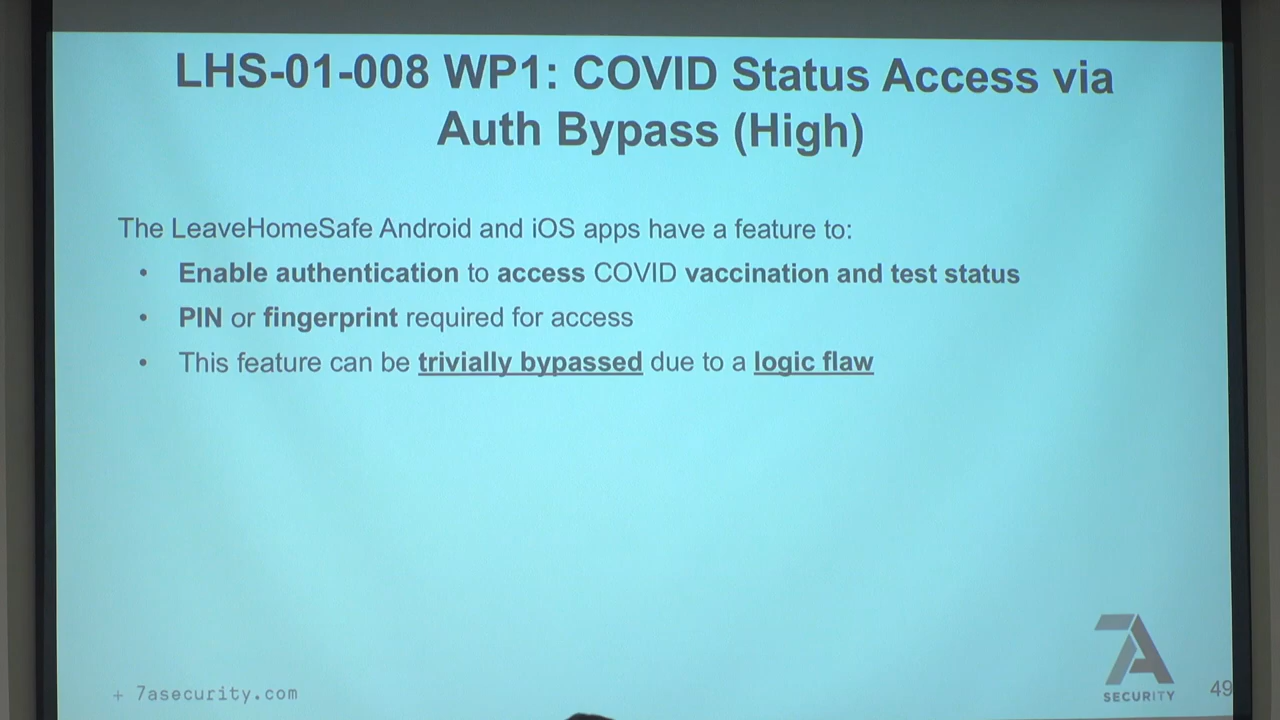 LHS-01-008 WP1: COVID Status Access via
Auth Bypass (High)
The LeaveHomeSafe Android and iOS apps have a feature to:
• Enable authentication to access COVID vaccination and test status
• PIN or fingerprint required for access
• This feature can be trivially bypassed due to a logic flaw
+ 7asecurity.com
7A
SECURITY
49